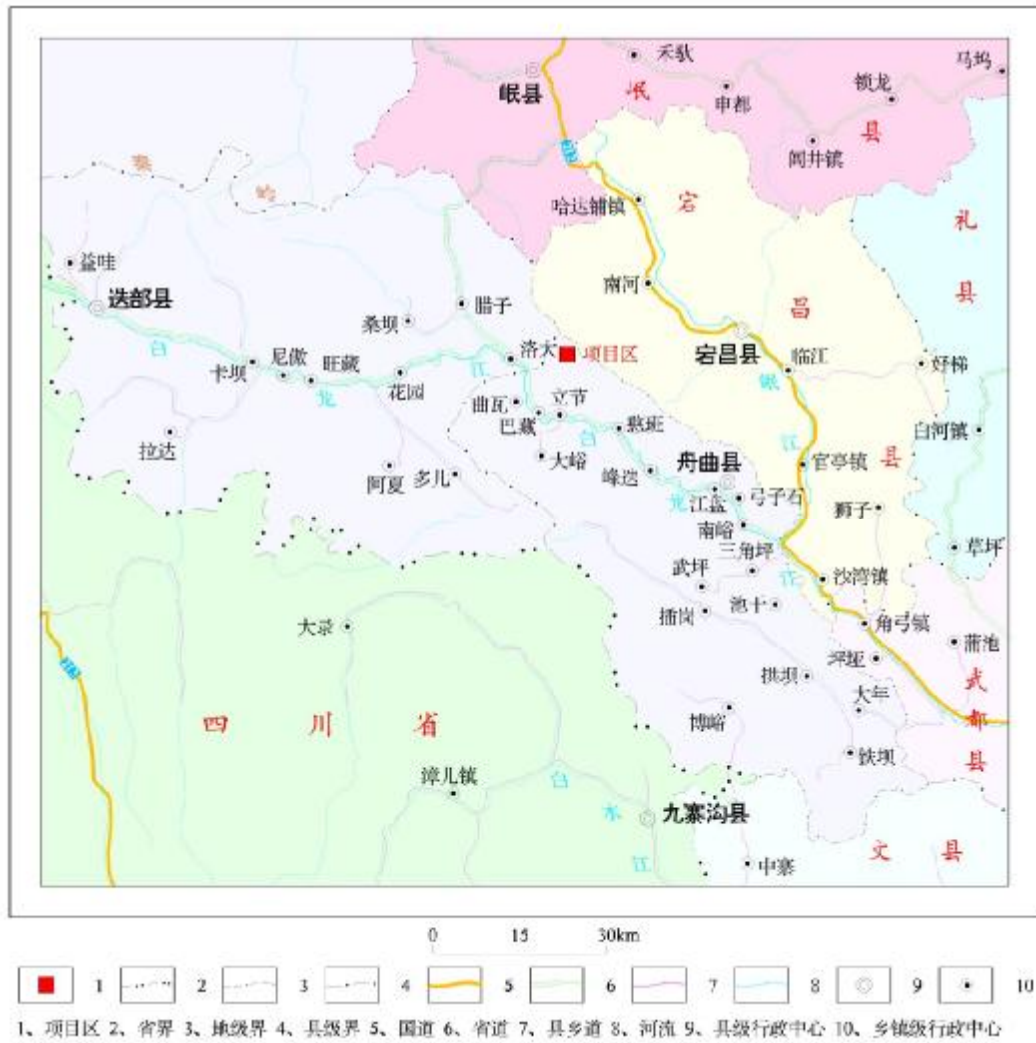 禾驮
马坞
岷县
岷
申都
锁龙
县
闾井镇
哈达铺镇
宕
礼
县
益哇
迭部县
南河
昌
腊子
桑坝
洛大
项目区
宕昌县
临江
好梯
白
尼傲
旺藏
江
岷
卡坝
龙
花园
曲瓦
立节
巴藏
白
憨班
江
白河镇
拉达
大峪
舟曲县
官亭镇
县
阿夏
多儿
峰迭
龙
江盘
弓子石
狮子
南峪
三角坪
草坪
武坪
江
沙湾镇
大录
插岗
池干
角弓镇
蒲池
坪垭
拱坝
武
都
县
大年
四川省
博峪
铁坝
漳儿镇
白
水
江
九寨沟县
文县
中寨
0 15 30km
1 2 3 4 5 6 7 8 9 10
1、项目区 2、省界 3、地级界 4、县级界 5、国道 6、省道 7、县乡道 8、河流 9、县级行政中心 10、乡镇级行政中心